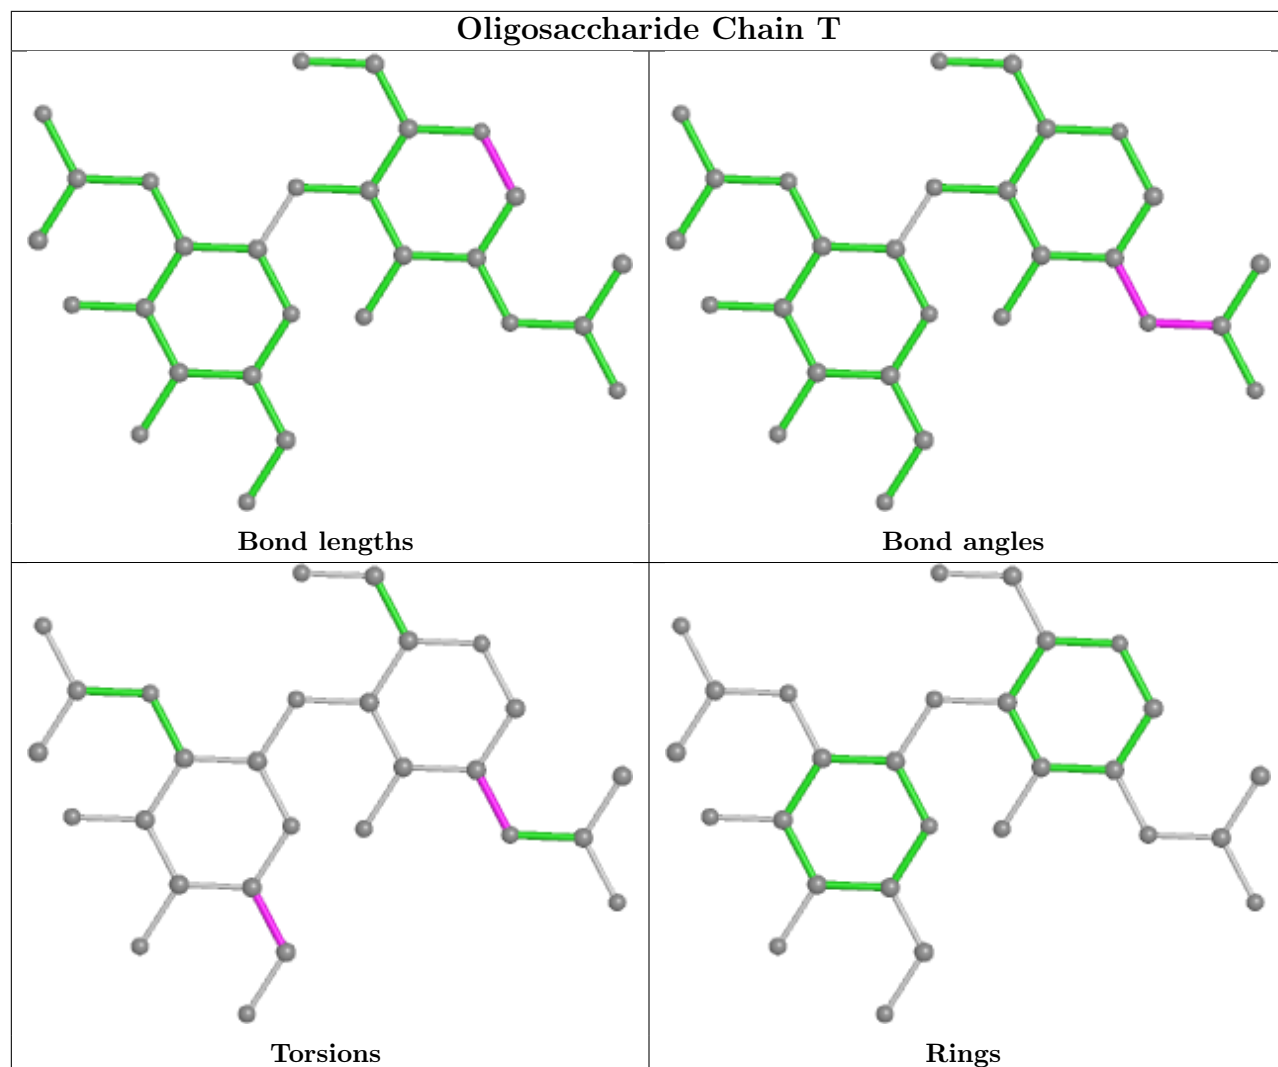 Oligosaccharide Chain T
Bond lengths
Bond angles
Torsions
Rings